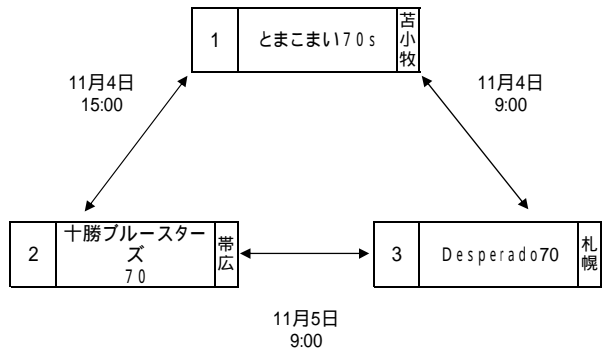 1 とまこまい70s 苫小牧
11月4日
15:00
11月4日
9:00
2 十勝ブルースターズ
70 帯広
3 Desperado70 札幌
11月5日
9:00